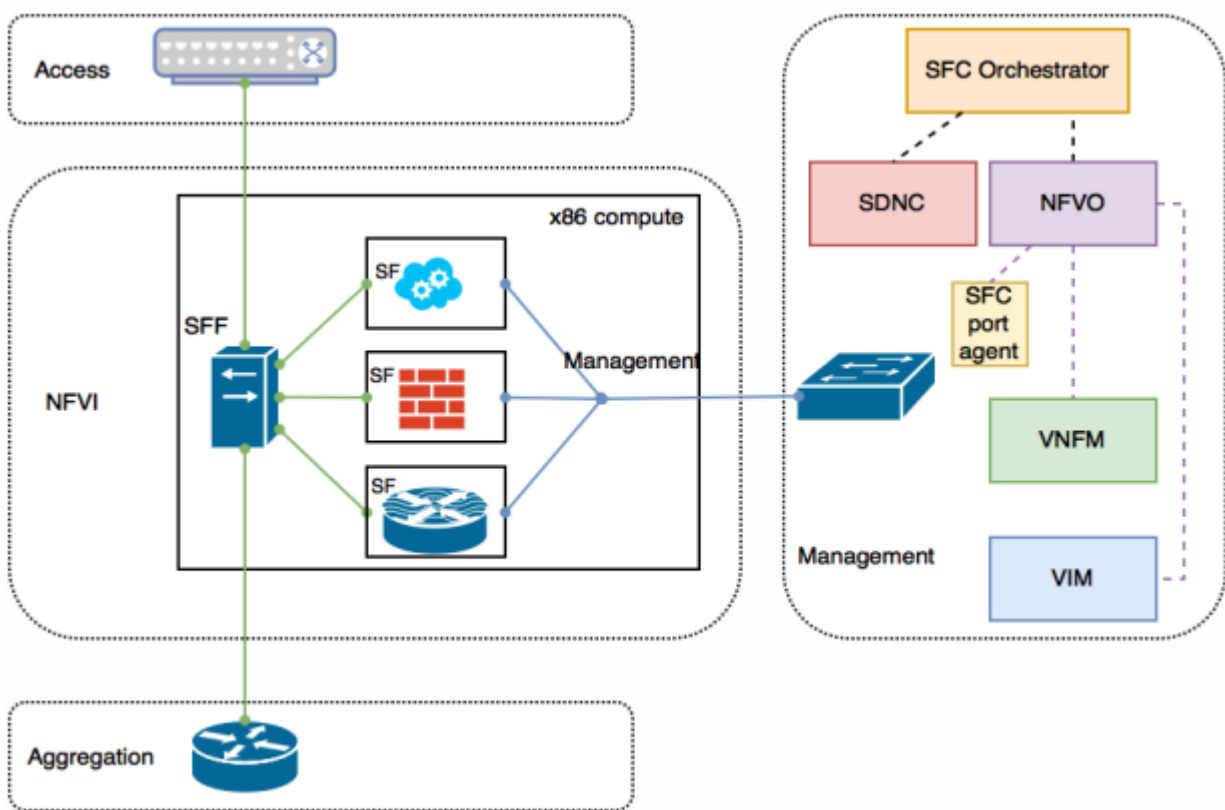 Access
SFC Orchestrator
SDNC
NFVO
x86 compute
SF
SFC
port
agent
SFF
Management
SF
NFVI
VNFM
SF
Management
VIM
Aggregation